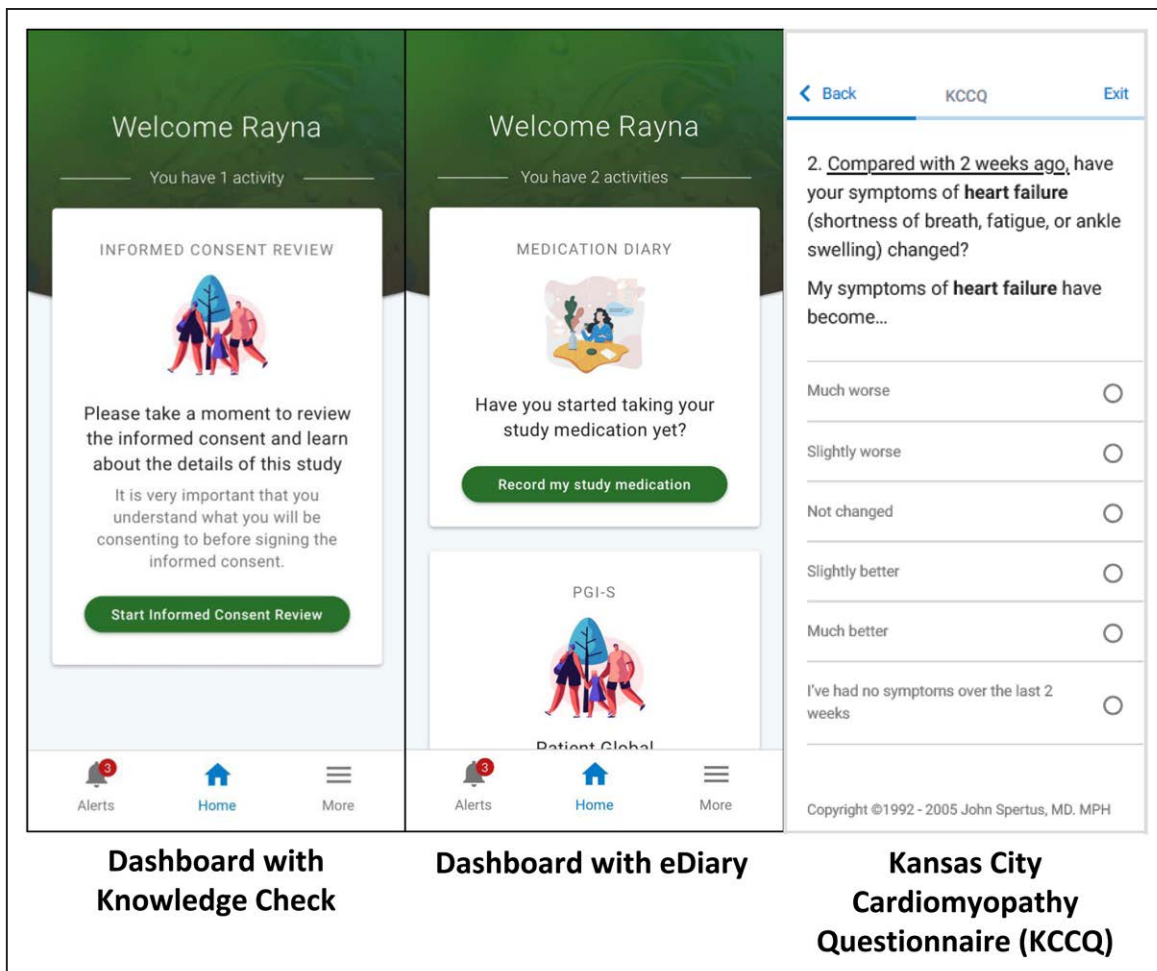 Welcome Rayna
You have 1 activity
INFORMED CONSENT REVIEW
Please take a moment to review
the informed consent and learn
about the details of this study
It is very important that you
understand what you will be
consenting to before signing the
informed consent.
Start Informed Consent Review
3
Alerts
Home
More
Dashboard with
Knowledge Check
Welcome Rayna
You have 2 activities
MEDICATION DIARY
Have you started taking your
study medication yet?
Record my study medication
PGI-S
Patient Global
3
Alerts
Home
More
Dashboard with eDiary
Back
KCCQ
Exit
2. Compared with 2 weeks ago, have
your symptoms of heart failure
(shortness of breath, fatigue, or ankle
swelling) changed?
My symptoms of heart failure have
become...
Much worse
Slightly worse
Not changed
Slightly better
Much better
I've had no symptoms over the last 2
weeks
Copyright ©1992 - 2005 John Spertus, MD. MPH
Kansas City
Cardiomyopathy
Questionnaire (KCCQ)